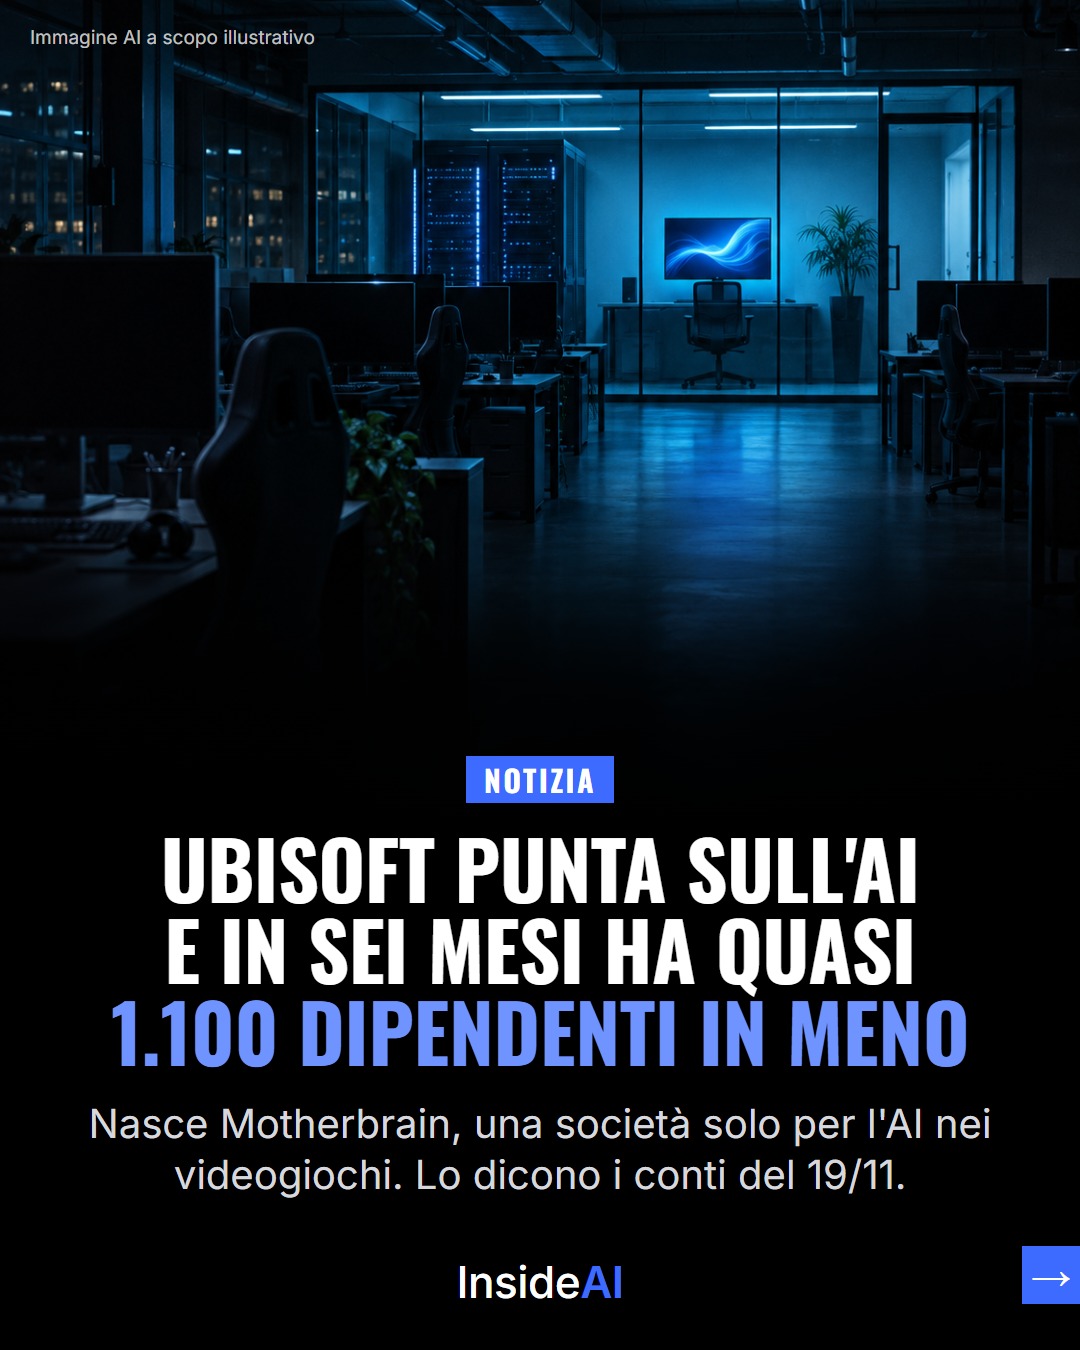 Immagine AI a scopo illustrativo
NOTIZIA
UBISOFT PUNTA SULL'AI
E IN SEI MESI HA QUASI
1.100 DIPENDENTI IN MENO
Nasce Motherbrain, una società solo per l'AI nei
videogiochi. Lo dicono i conti del 19/11.
InsideAI
→